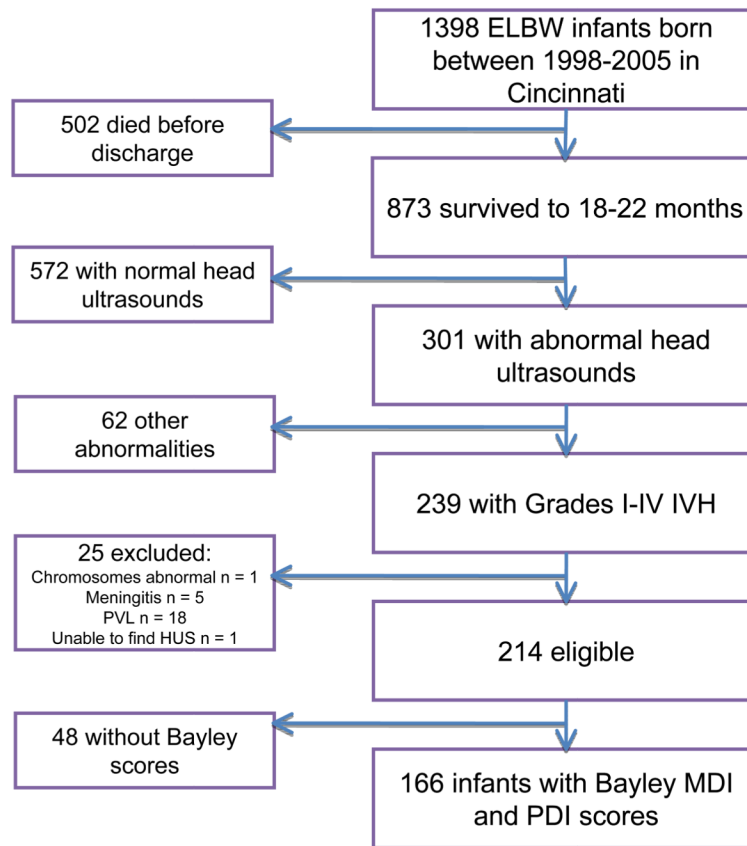 1398 ELBW infants born
between 1998-2005 in
Cincinnati
502 died before
discharge
873 survived to 18-22 months
572 with normal head
ultrasounds
301 with abnormal head
ultrasounds
62 other
abnormalities
239 with Grades I-IV IVH
25 excluded:
Chromosomes abnormal n = 1
Meningitis n = 5
PVL n = 18
Unable to find HUS n = 1
214 eligible
48 without Bayley
scores
166 infants with Bayley MDI
and PDI scores